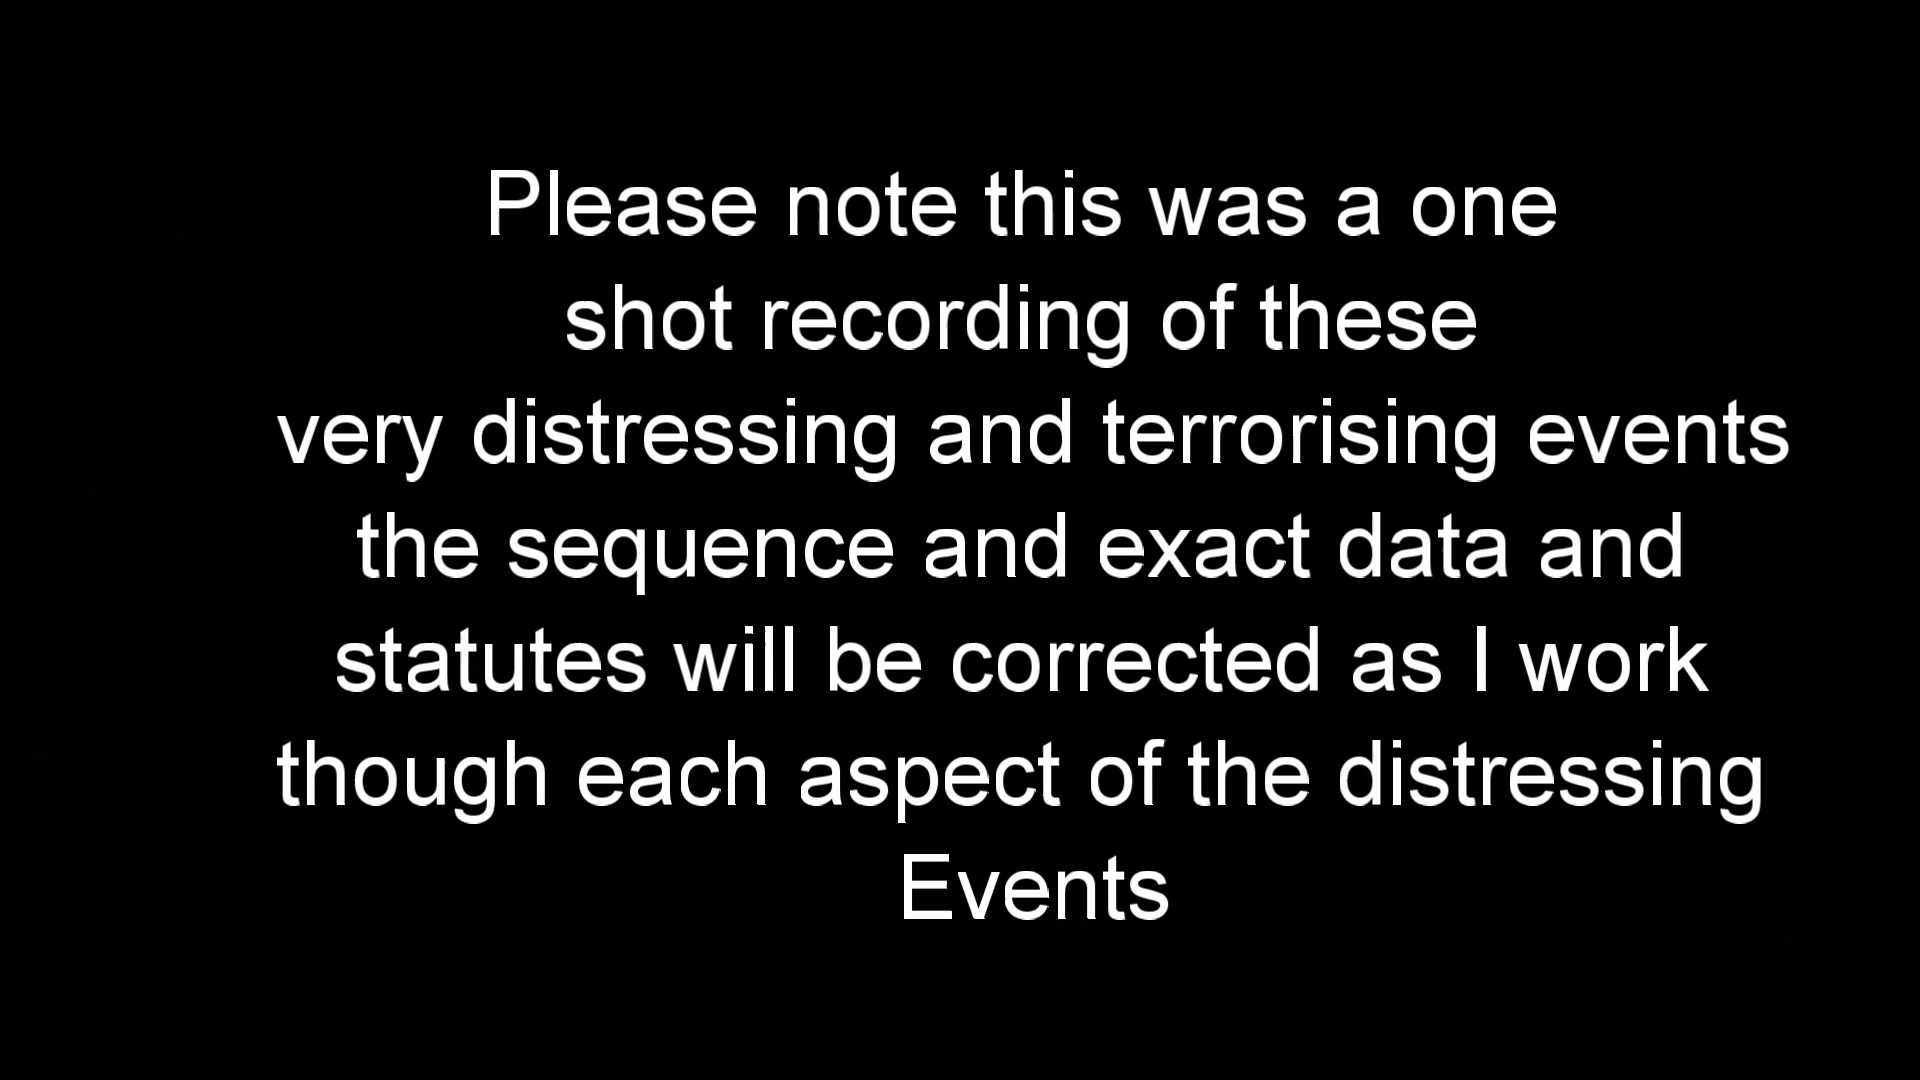 Please note this was a one
shot recording of these
very distressing and terrorising events
the sequence and exact data and
statutes will be corrected as I work
though each aspect of the distressing
Events